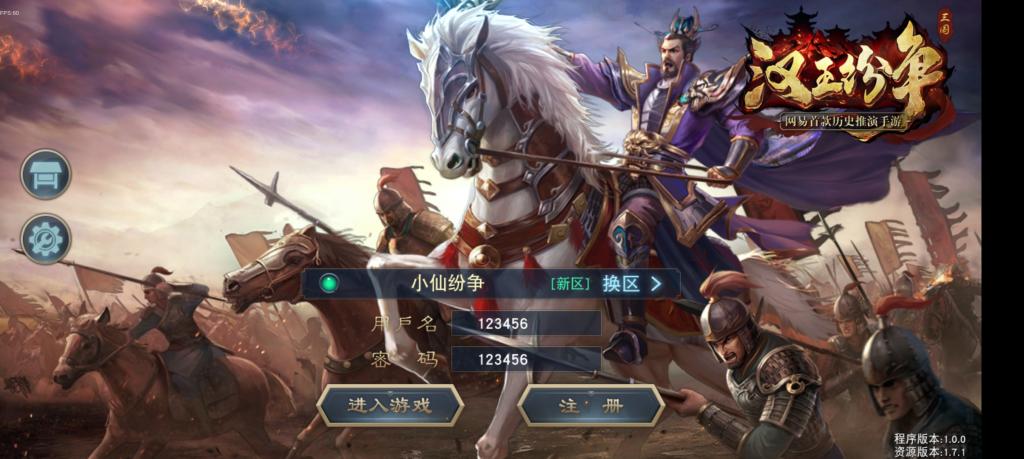 FPS:60
三国
汉王纷争
网易首款历史推演手游
小仙纷争 [新区] 换区 >
用戶名 123456
密码 123456
进入游戏 注册
程序版本:1.0.0
资源版本:1.7.1